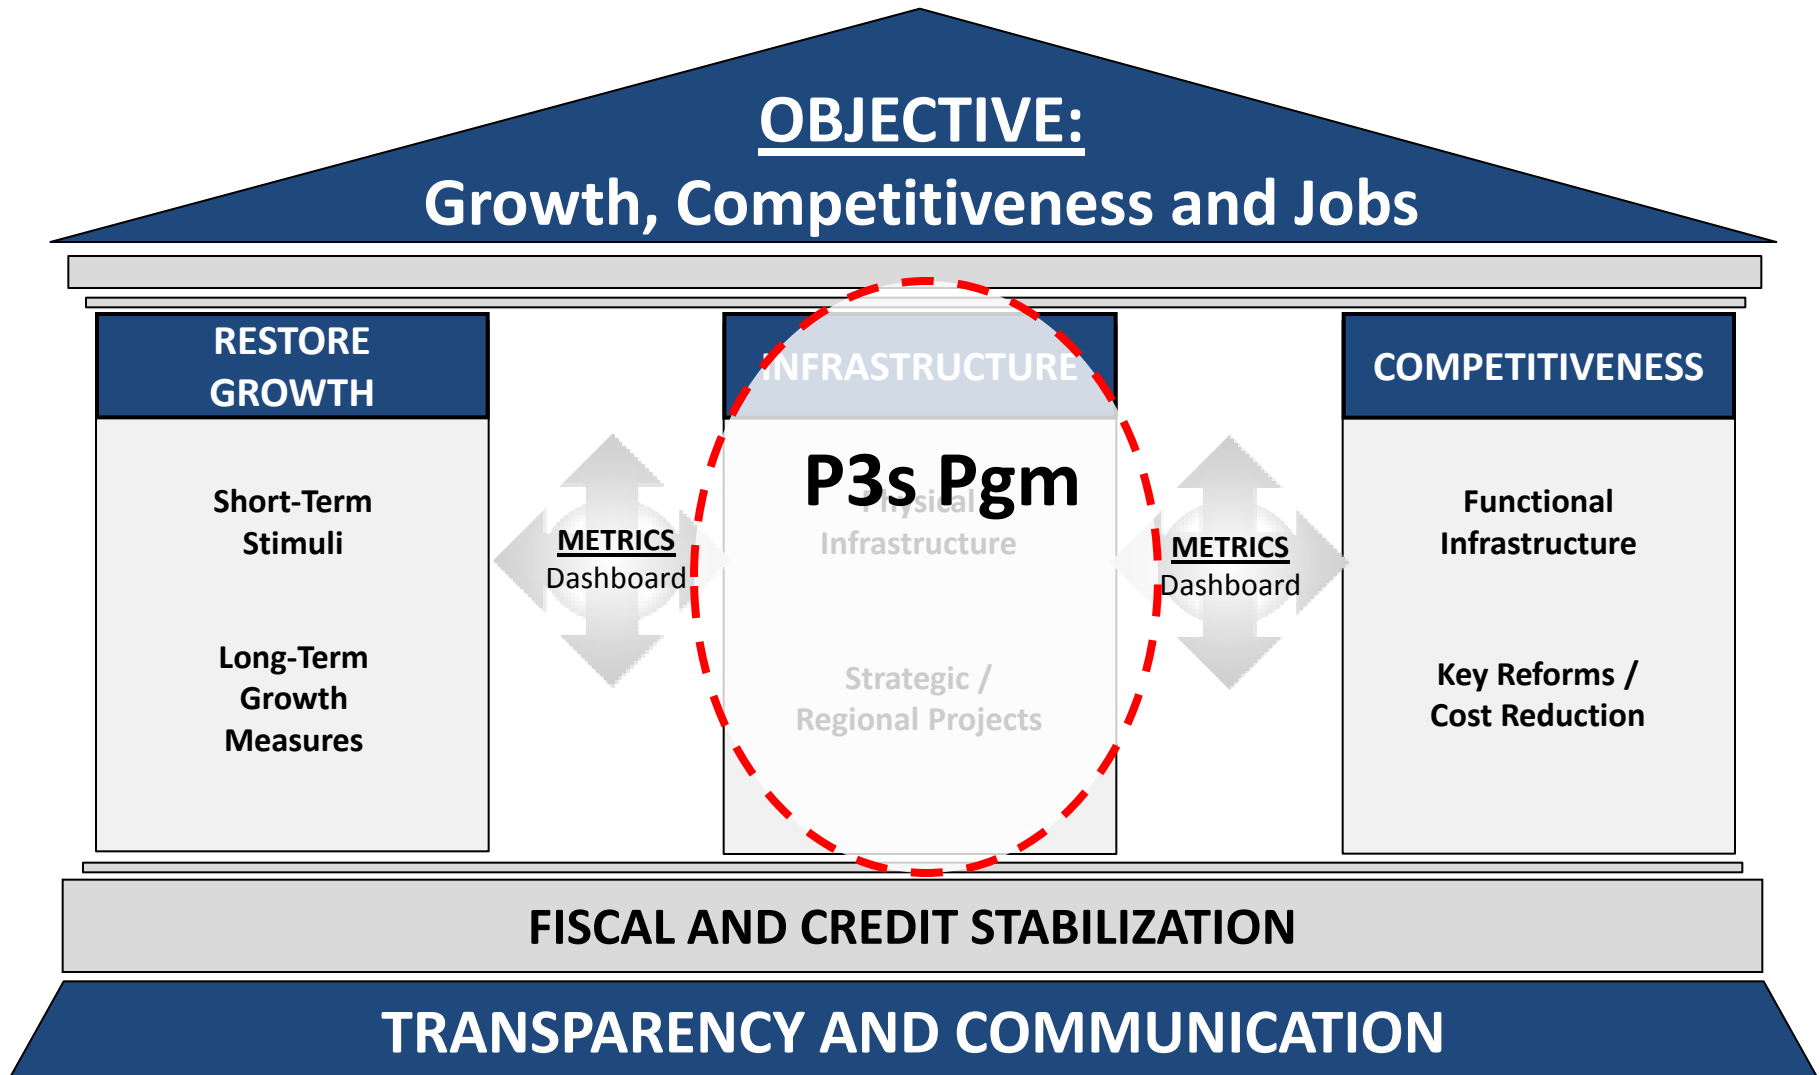 OBJECTIVE:
Growth, Competitiveness and Jobs
RESTORE
GROWTH
Short-Term
Stimuli
Long-Term
Growth
Measures
METRICS
Dashboard
INFRASTRUCTURE
P3s Pgm
Physical
Infrastructure
Strategic /
Regional Projects
METRICS
Dashboard
COMPETITIVENESS
Functional
Infrastructure
Key Reforms /
Cost Reduction
FISCAL AND CREDIT STABILIZATION
TRANSPARENCY AND COMMUNICATION